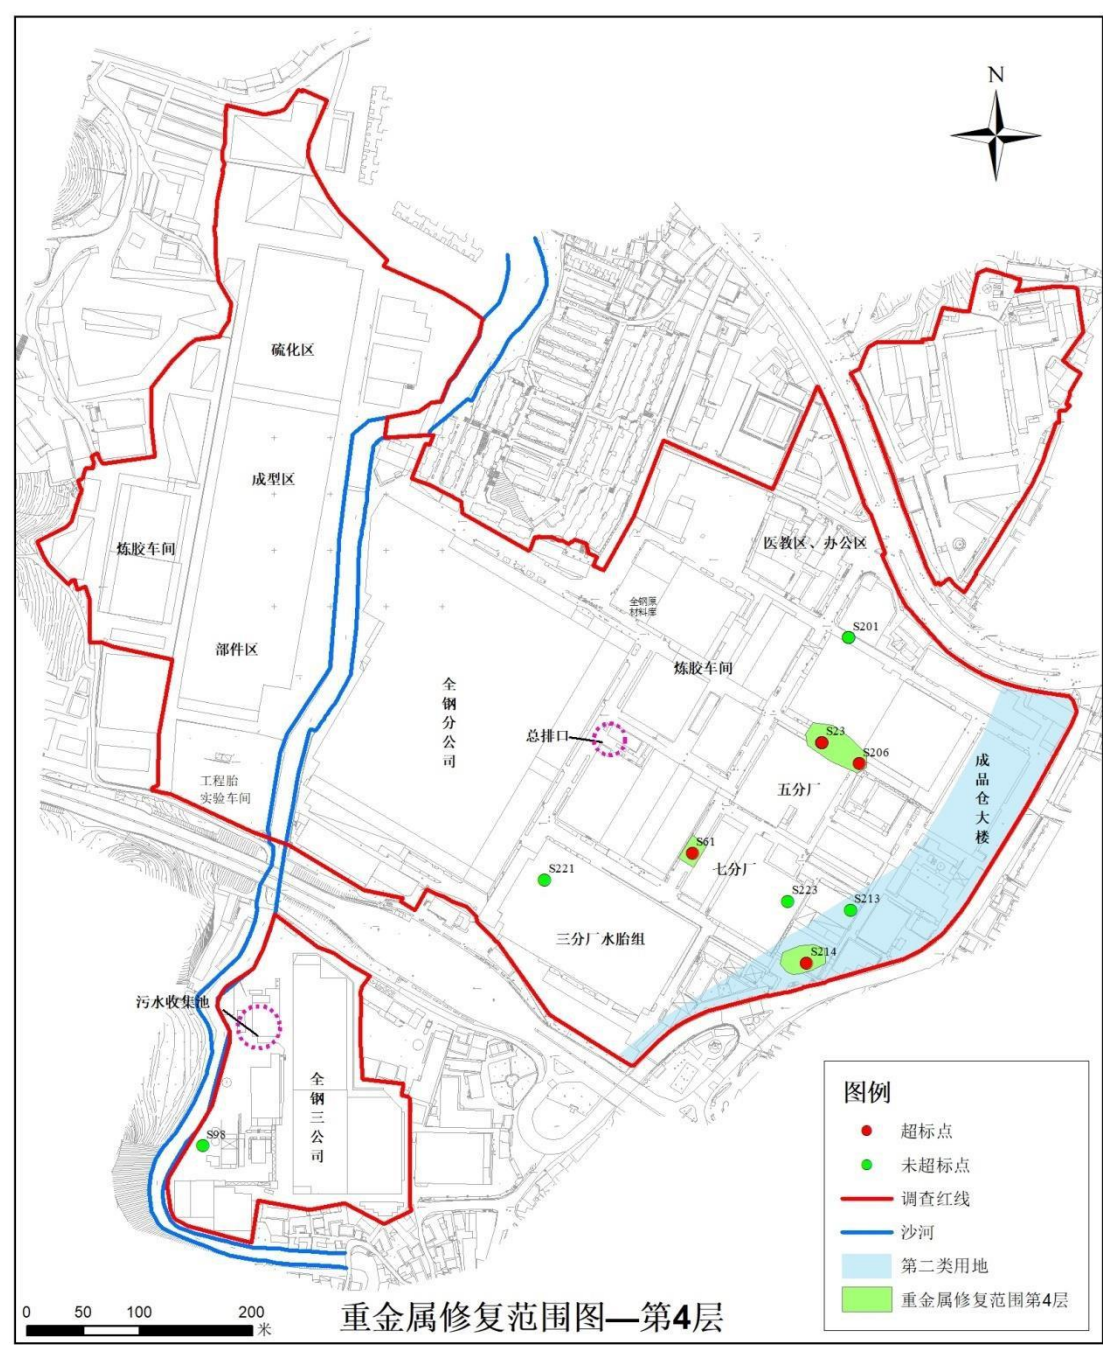 N
硫化区
成型区
炼胶车间
医教区、办公区
全钢原
材料库
S201
部件区
炼胶车间
全
钢
分
公
司
总排口
S23
S206
成
品
仓
大
楼
工程胎
实验车间
五分厂
S61
七分厂
S221
S223
S213
三分厂水胎组
S214
污水收集池
全
钢
三
公
司
S98
图例
超标点
未超标点
调查红线
沙河
第二类用地
重金属修复范围第4层
0 50 100 200
米
重金属修复范围图—第4层